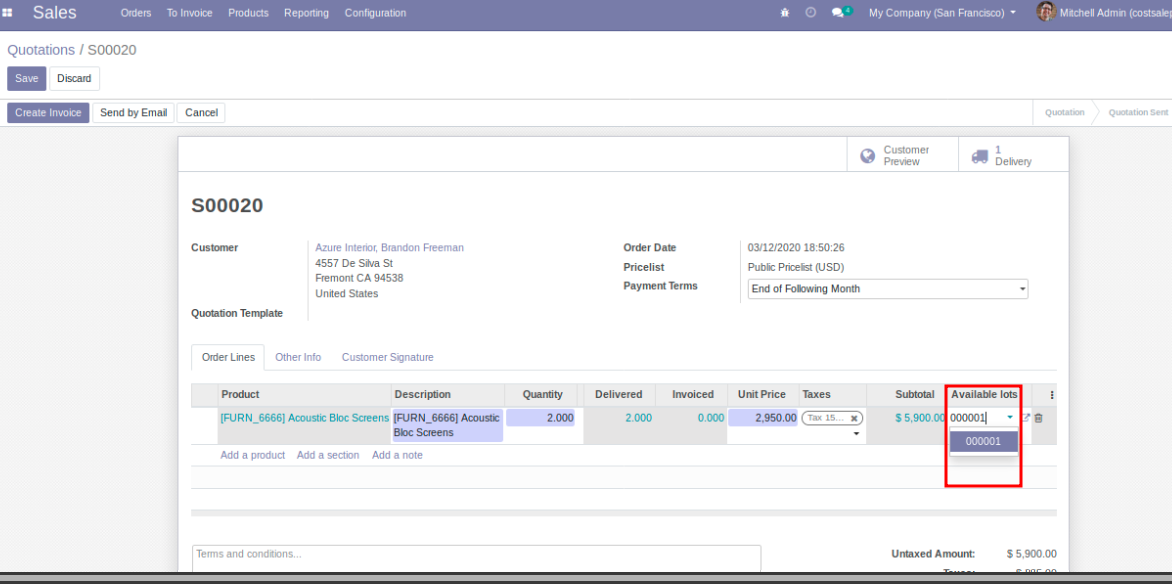 Sales Orders To Invoice Products Reporting Configuration 4 My Company (San Francisco) Mitchell Admin (costsalep
Quotations / S00020
Save Discard
Create Invoice Send by Email Cancel Quotation Quotation Sent
Customer Preview
1 Delivery
S00020
Customer
Azure Interior, Brandon Freeman
4557 De Silva St
Fremont CA 94538
United States
Quotation Template
Order Date 03/12/2020 18:50:26
Pricelist Public Pricelist (USD)
Payment Terms End of Following Month
Order Lines Other Info Customer Signature
Product Description Quantity Delivered Invoiced Unit Price Taxes Subtotal Available lots
[FURN_6666] Acoustic Bloc Screens [FURN_6666] Acoustic 2.000 2.000 0.000 2,950.00 Tax 15... $ 5,900.00 000001
Bloc Screens
000001
Add a product Add a section Add a note
Terms and conditions...
Untaxed Amount: $ 5,900.00
Taxes: $ 885.00